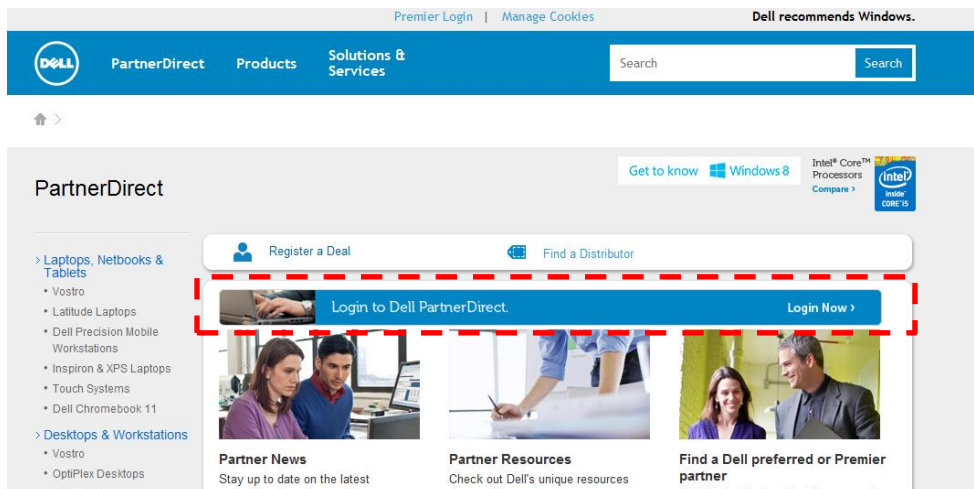 Premier Login | Manage Cookies
Dell recommends Windows.
DELL
PartnerDirect
Products
Solutions &
Services
Search
Search
>
PartnerDirect
Get to know Windows 8
Intel® Core™
Processors
Compare >
intel
inside™
CORE™ i5
> Laptops, Netbooks &
Tablets
• Vostro
• Latitude Laptops
• Dell Precision Mobile
Workstations
• Inspiron & XPS Laptops
• Touch Systems
• Dell Chromebook 11
> Desktops & Workstations
• Vostro
• OptiPlex Desktops
Register a Deal
Find a Distributor
Login to Dell PartnerDirect.
Login Now >
Partner News
Stay up to date on the latest
Partner Resources
Check out Dell's unique resources
Find a Dell preferred or Premier
partner